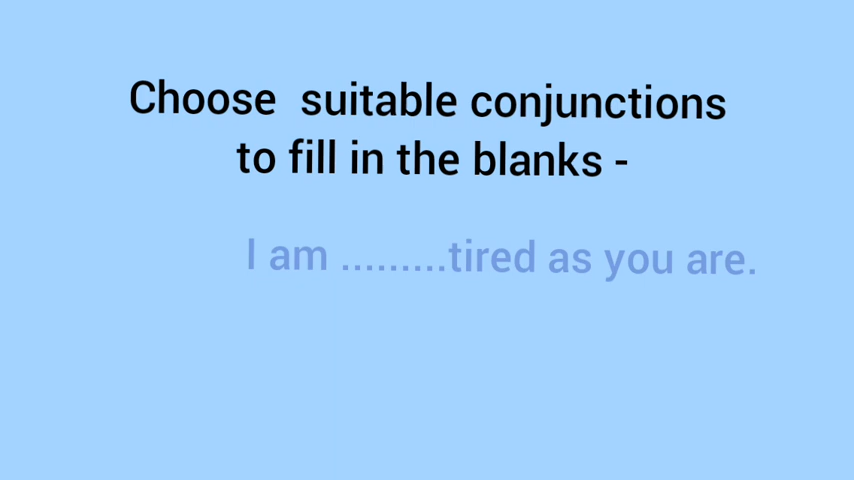 Choose suitable conjunctions
to fill in the blanks -
I am .........tired as you are.